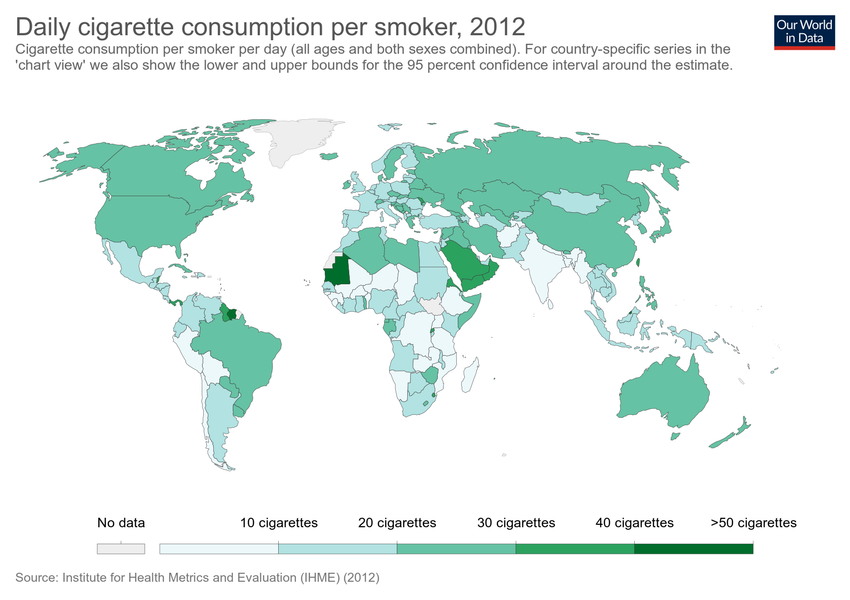 Daily cigarette consumption per smoker, 2012
Our World
in Data
Cigarette consumption per smoker per day (all ages and both sexes combined). For country-specific series in the
'chart view' we also show the lower and upper bounds for the 95 percent confidence interval around the estimate.
No data
10 cigarettes
20 cigarettes
30 cigarettes
40 cigarettes
>50 cigarettes
Source: Institute for Health Metrics and Evaluation (IHME) (2012)